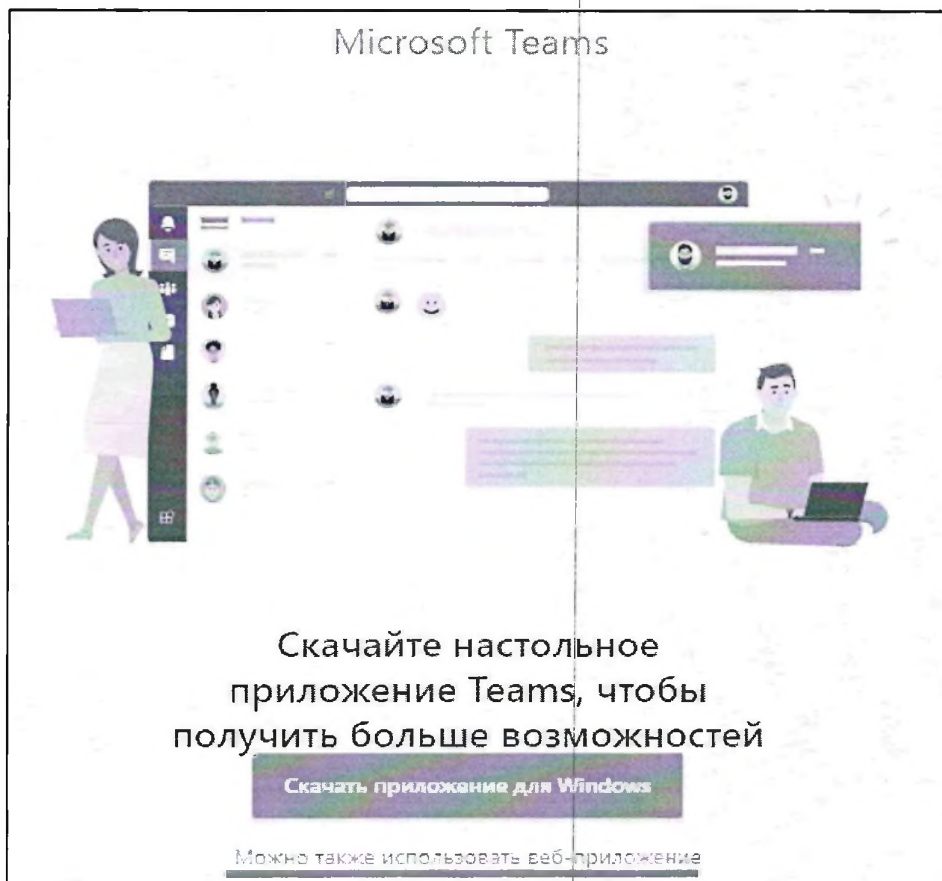 Microsoft Teams
Скачайте настольное
приложение Teams, чтобы
получить больше возможностей
Скачать приложение для Windows
Можно также использовать веб-приложение